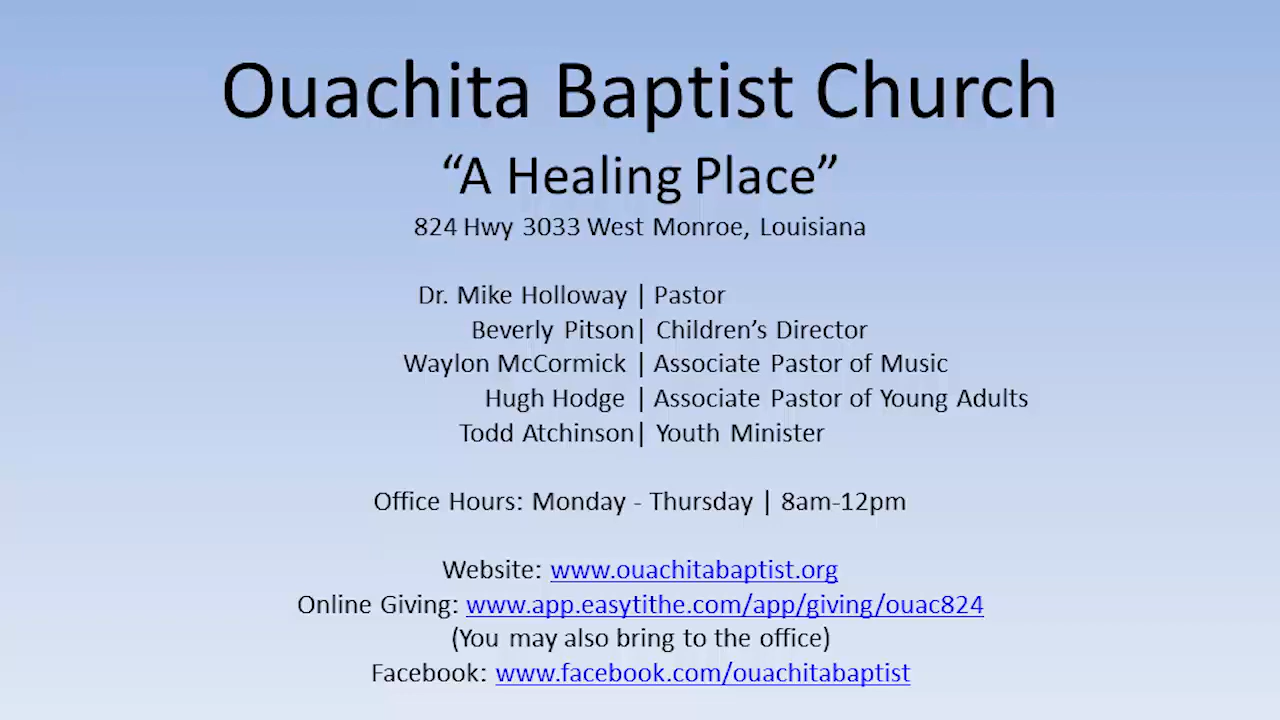 Ouachita Baptist Church
“A Healing Place”
824 Hwy 3033 West Monroe, Louisiana
Dr. Mike Holloway | Pastor
Beverly Pitson| Children’s Director
Waylon McCormick | Associate Pastor of Music
Hugh Hodge | Associate Pastor of Young Adults
Todd Atchinson| Youth Minister
Office Hours: Monday - Thursday | 8am-12pm
Website: www.ouachitabaptist.org
Online Giving: www.app.easytithe.com/app/giving/ouac824
(You may also bring to the office)
Facebook: www.facebook.com/ouachitabaptist